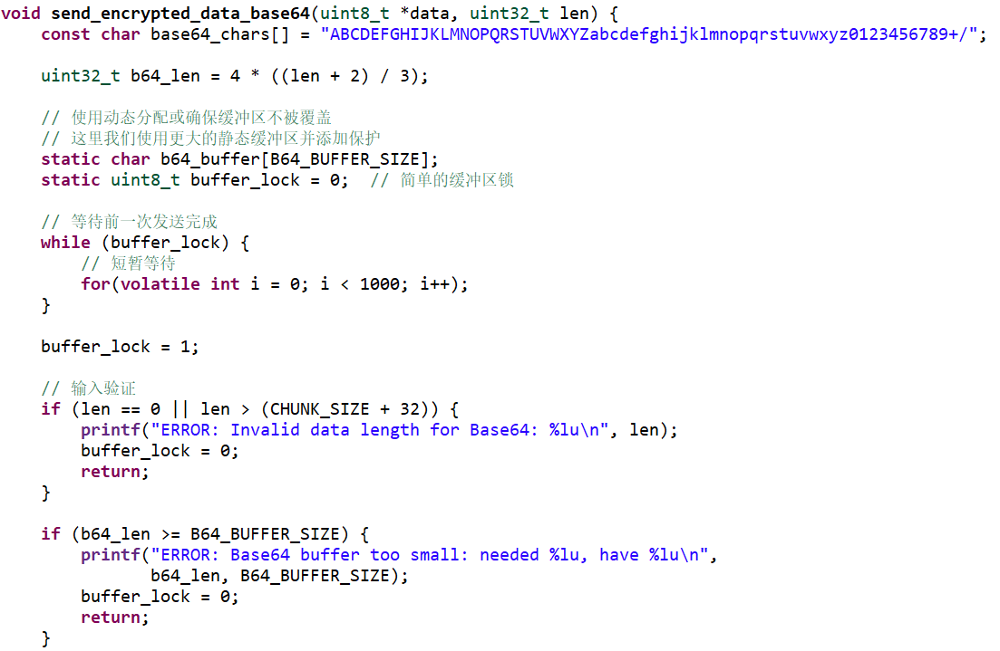 void send_encrypted_data_base64(uint8_t *data, uint32_t len) {
    const char base64_chars[] = "ABCDEFGHIJKLMNOPQRSTUVWXYZabcdefghijklmnopqrstuvwxyz0123456789+/";

    uint32_t b64_len = 4 * ((len + 2) / 3);

    // 使用动态分配或确保缓冲区不被覆盖
    // 这里我们使用更大的静态缓冲区并添加保护
    static char b64_buffer[B64_BUFFER_SIZE];
    static uint8_t buffer_lock = 0;  // 简单的缓冲区锁

    // 等待前一次发送完成
    while (buffer_lock) {
        // 短暂等待
        for(volatile int i = 0; i < 1000; i++);
    }

    buffer_lock = 1;

    // 输入验证
    if (len == 0 || len > (CHUNK_SIZE + 32)) {
        printf("ERROR: Invalid data length for Base64: %lu\n", len);
        buffer_lock = 0;
        return;
    }

    if (b64_len >= B64_BUFFER_SIZE) {
        printf("ERROR: Base64 buffer too small: needed %lu, have %lu\n",
               b64_len, B64_BUFFER_SIZE);
        buffer_lock = 0;
        return;
    }